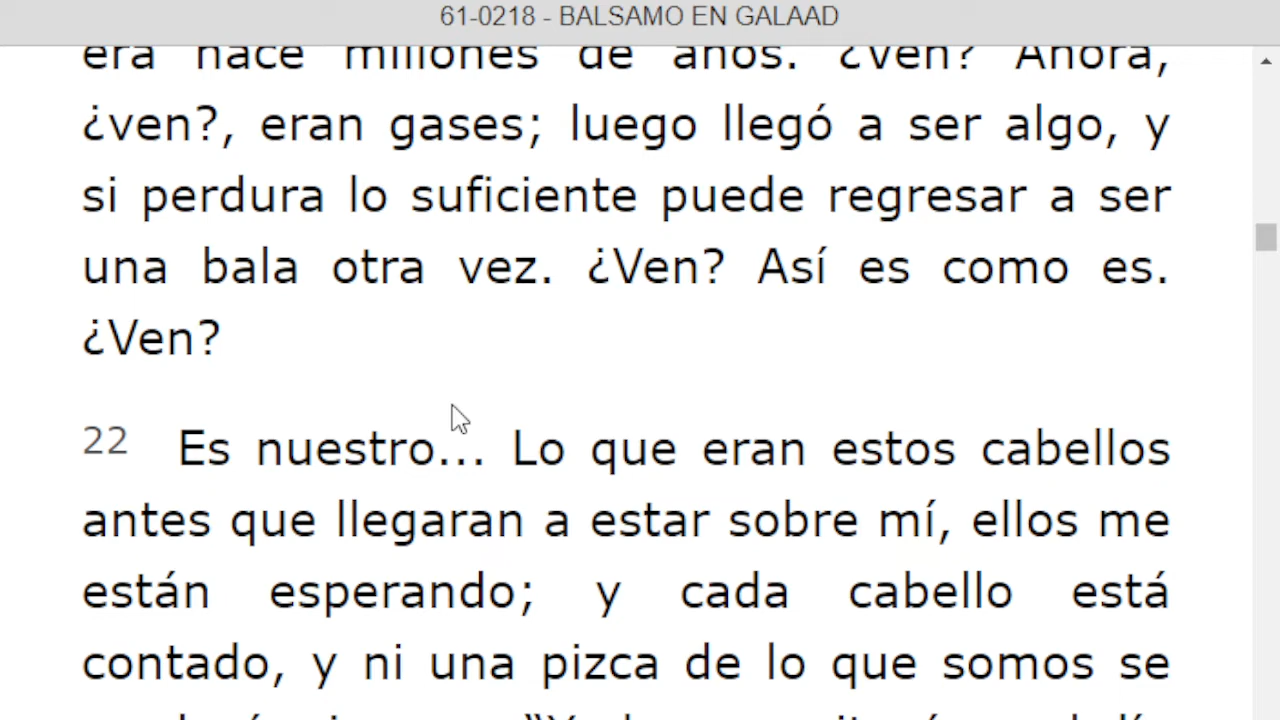 61-0218 - BALSAMO EN GALAAD
era hace millones de años. ¿Ven? Ahora,
¿ven?, eran gases; luego llegó a ser algo, y
si perdura lo suficiente puede regresar a ser
una bala otra vez. ¿Ven? Así es como es.
¿Ven?
22 Es nuestro... Lo que eran estos cabellos
antes que llegaran a estar sobre mí, ellos me
están esperando; y cada cabello está
contado, y ni una pizca de lo que somos se